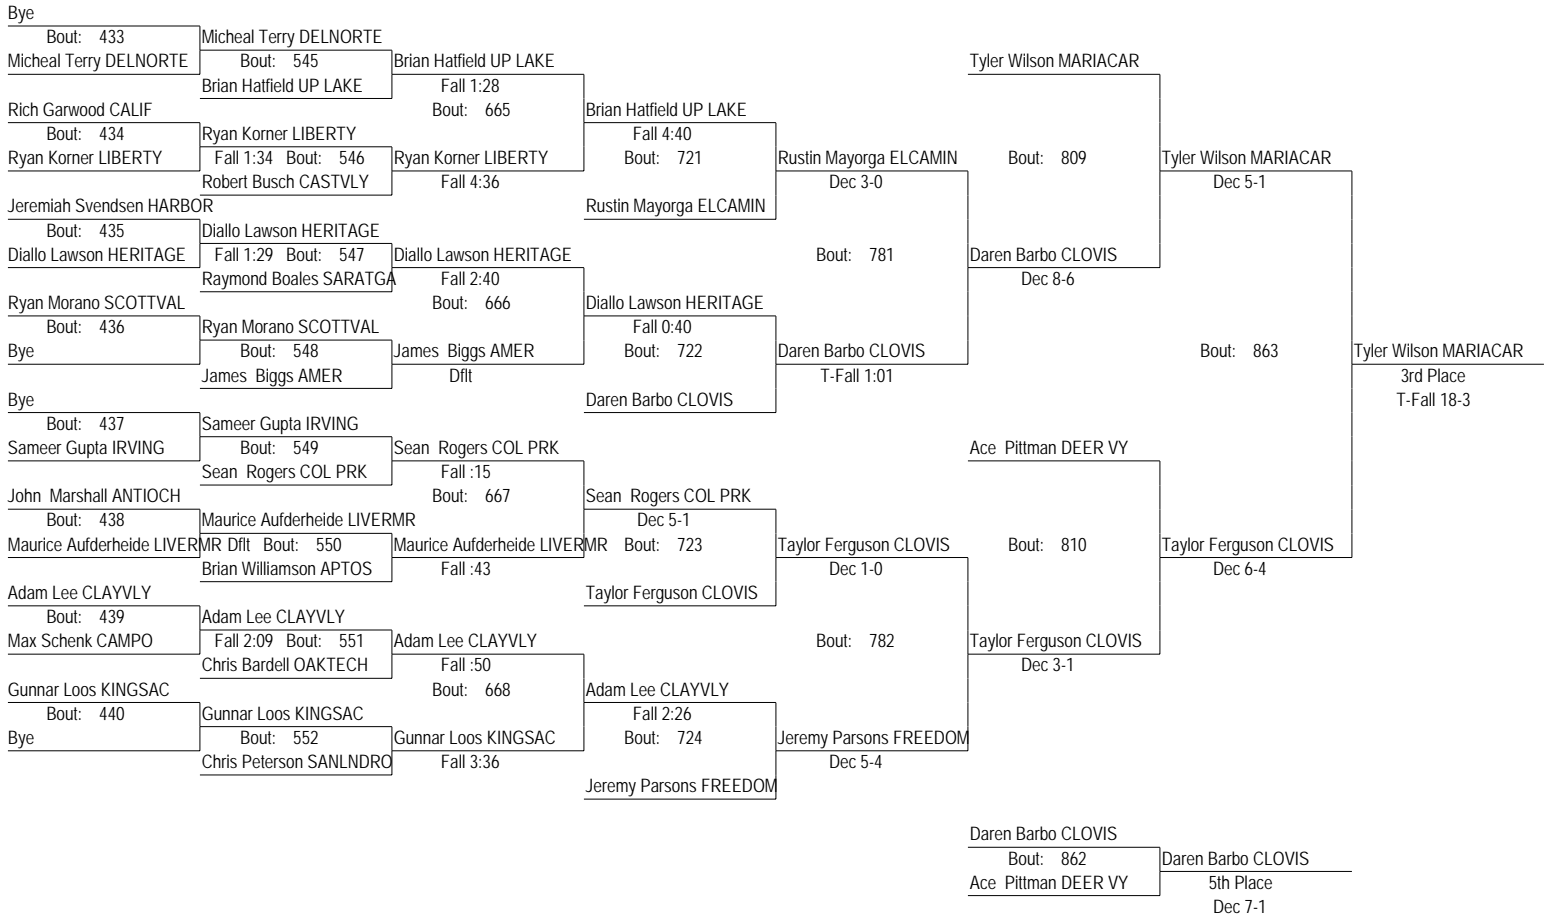 Bye
Bout: 433 Micheal Terry DELNORTE
Micheal Terry DELNORTE Bout: 545 Brian Hatfield UP LAKE Tyler Wilson MARIACAR
Brian Hatfield UP LAKE Fall 1:28
Rich Garwood CALIF Bout: 665 Brian Hatfield UP LAKE
Bout: 434 Ryan Korner LIBERTY Fall 4:40
Ryan Korner LIBERTY Fall 1:34 Bout: 546 Ryan Korner LIBERTY Bout: 721 Rustin Mayorga ELCAMIN Bout: 809 Tyler Wilson MARIACAR
Robert Busch CASTVLY Fall 4:36 Dec 3-0 Dec 5-1
Jeremiah Svendsen HARBOR Rustin Mayorga ELCAMIN
Bout: 435 Diallo Lawson HERITAGE
Diallo Lawson HERITAGE Fall 1:29 Bout: 547 Diallo Lawson HERITAGE Bout: 781 Daren Barbo CLOVIS
Raymond Boales SARATGA Fall 2:40 Dec 8-6
Ryan Morano SCOTTVAL Bout: 666 Diallo Lawson HERITAGE
Bout: 436 Ryan Morano SCOTTVAL Fall 0:40
Bye Bout: 548 James Biggs AMER Bout: 722 Daren Barbo CLOVIS Bout: 863 Tyler Wilson MARIACAR
James Biggs AMER Dflt T-Fall 1:01 3rd Place
Bye Daren Barbo CLOVIS T-Fall 18-3
Bout: 437 Sameer Gupta IRVING
Sameer Gupta IRVING Bout: 549 Sean Rogers COL PRK Ace Pittman DEER VY
Sean Rogers COL PRK Fall :15
John Marshall ANTIOCH Bout: 667 Sean Rogers COL PRK
Bout: 438 Maurice Aufderheide LIVERMR Dec 5-1
Maurice Aufderheide LIVERMR Dflt Bout: 550 Maurice Aufderheide LIVERMR Bout: 723 Taylor Ferguson CLOVIS Bout: 810 Taylor Ferguson CLOVIS
Brian Williamson APTOS Fall :43 Dec 1-0 Dec 6-4
Adam Lee CLAYVLY Taylor Ferguson CLOVIS
Bout: 439 Adam Lee CLAYVLY
Max Schenk CAMPO Fall 2:09 Bout: 551 Adam Lee CLAYVLY Bout: 782 Taylor Ferguson CLOVIS
Chris Bardell OAKTECH Fall :50 Dec 3-1
Gunnar Loos KINGSAC Bout: 668 Adam Lee CLAYVLY
Bout: 440 Gunnar Loos KINGSAC Fall 2:26
Bye Bout: 552 Gunnar Loos KINGSAC Bout: 724 Jeremy Parsons FREEDOM
Chris Peterson SANLNDRO Fall 3:36 Dec 5-4
Jeremy Parsons FREEDOM
Daren Barbo CLOVIS
Bout: 862 Daren Barbo CLOVIS
Ace Pittman DEER VY 5th Place
Dec 7-1